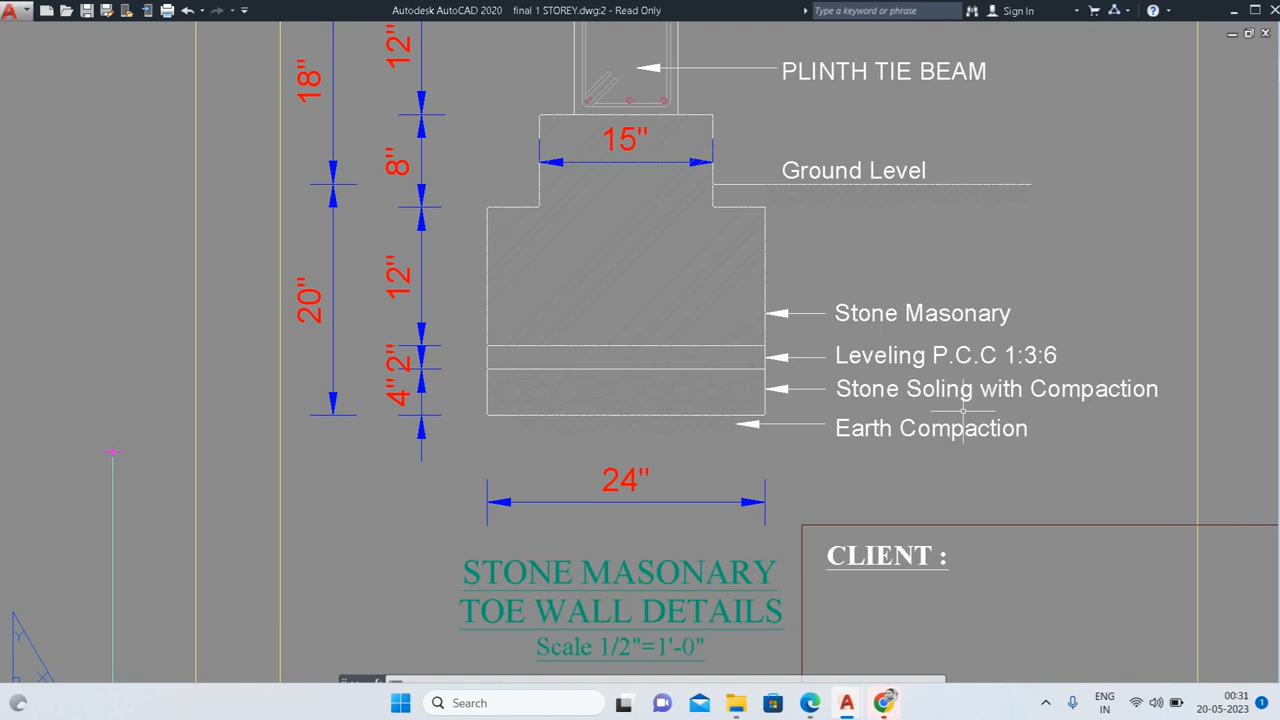 Autodesk AutoCAD 2020 final 1 STOREY.dwg:2 - Read Only
Type a keyword or phrase
Sign In
12"
18"
PLINTH TIE BEAM
15"
8"
Ground Level
12"
20"
Stone Masonary
2"
Leveling P.C.C 1:3:6
4"
Stone Soling with Compaction
Earth Compaction
24"
CLIENT :
STONE MASONARY
TOE WALL DETAILS
Scale 1/2"=1'-0"
Y
X
Search
ENG
IN
00:31
20-05-2023
1